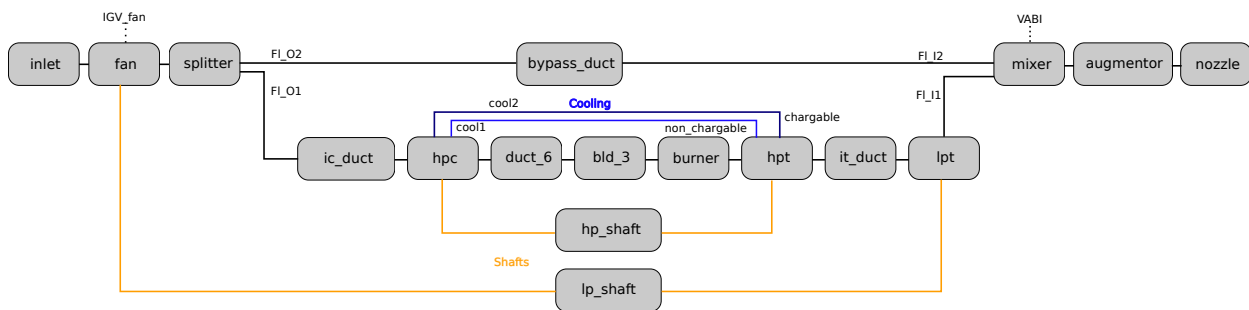 IGV_fan
VABI
inlet
fan
splitter
Fl_O2
bypass_duct
Fl_I2
mixer
augmentor
nozzle
Fl_O1
Fl_I1
cool2
Cooling
chargable
cool1
non_chargable
ic_duct
hpc
duct_6
bld_3
burner
hpt
it_duct
lpt
hp_shaft
Shafts
lp_shaft